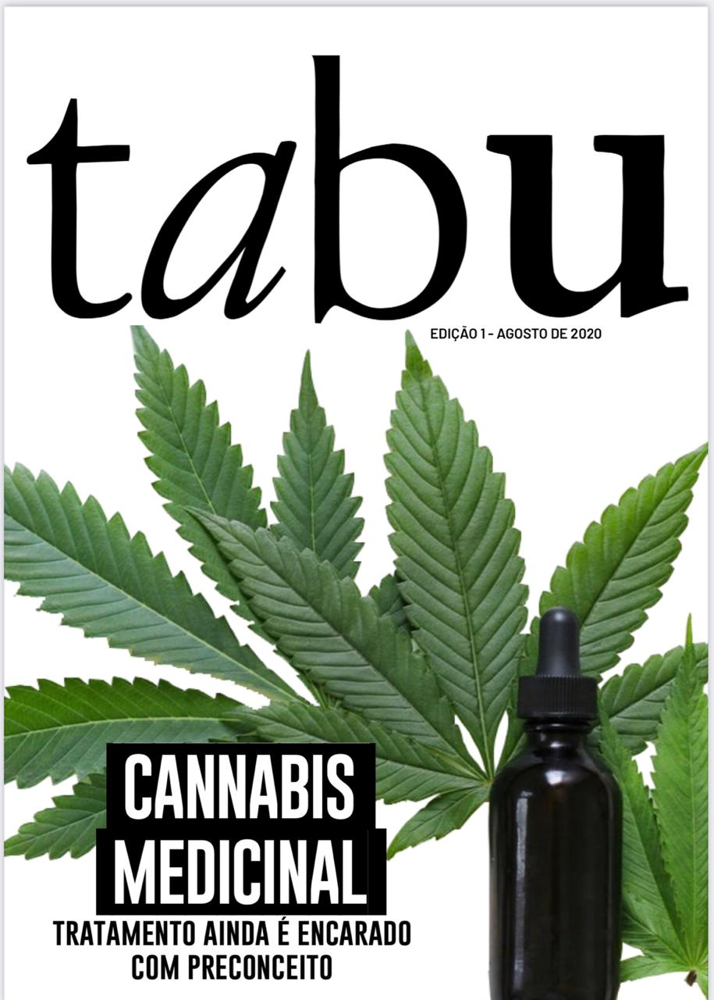 tabu
EDIÇÃO 1 - AGOSTO DE 2020
CANNABIS
MEDICINAL
TRATAMENTO AINDA É ENCARADO
COM PRECONCEITO